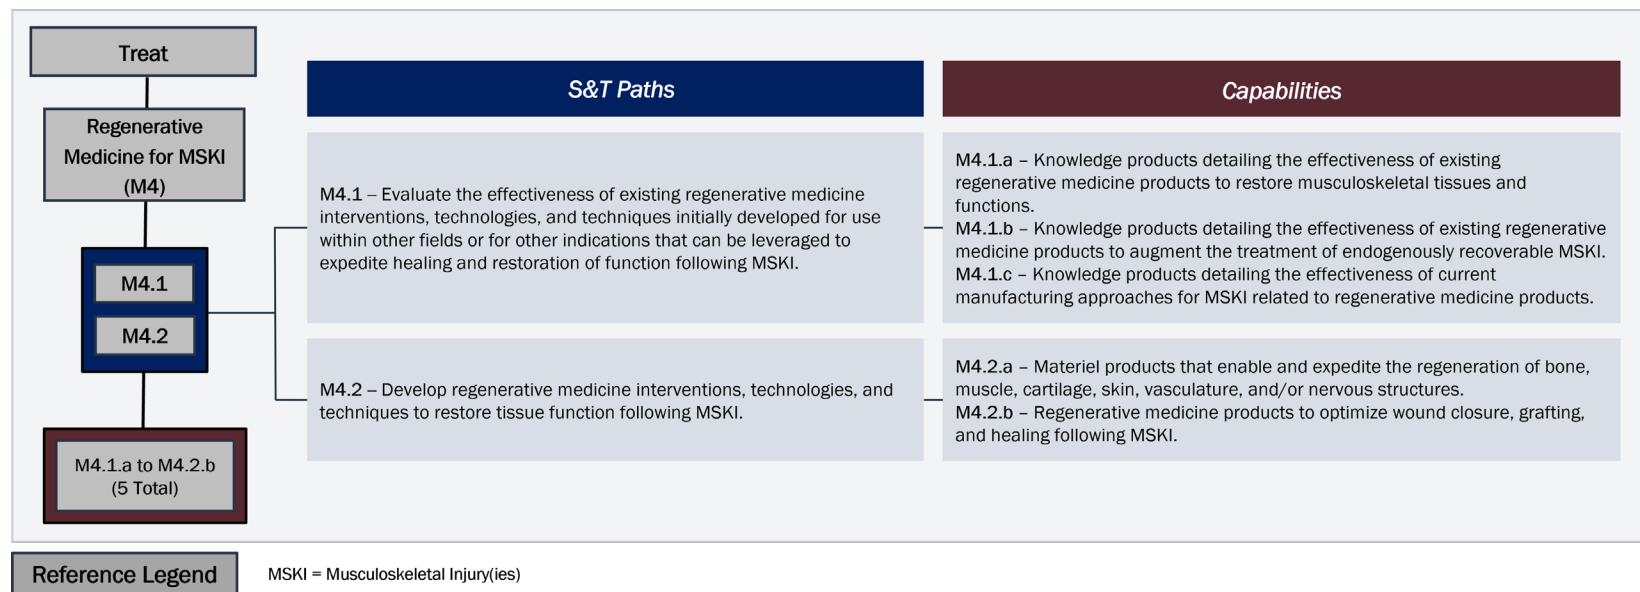 Treat
Regenerative
Medicine for MSKI
(M4)
M4.1
M4.2
M4.1.a to M4.2.b
(5 Total)
S&T Paths
Capabilities
M4.1 – Evaluate the effectiveness of existing regenerative medicine
interventions, technologies, and techniques initially developed for use
within other fields or for other indications that can be leveraged to
expedite healing and restoration of function following MSKI.
M4.1.a – Knowledge products detailing the effectiveness of existing
regenerative medicine products to restore musculoskeletal tissues and
functions.
M4.1.b – Knowledge products detailing the effectiveness of existing regenerative
medicine products to augment the treatment of endogenously recoverable MSKI.
M4.1.c – Knowledge products detailing the effectiveness of current
manufacturing approaches for MSKI related to regenerative medicine products.
M4.2 – Develop regenerative medicine interventions, technologies, and
techniques to restore tissue function following MSKI.
M4.2.a – Materiel products that enable and expedite the regeneration of bone,
muscle, cartilage, skin, vasculature, and/or nervous structures.
M4.2.b – Regenerative medicine products to optimize wound closure, grafting,
and healing following MSKI.
Reference Legend
MSKI = Musculoskeletal Injury(ies)